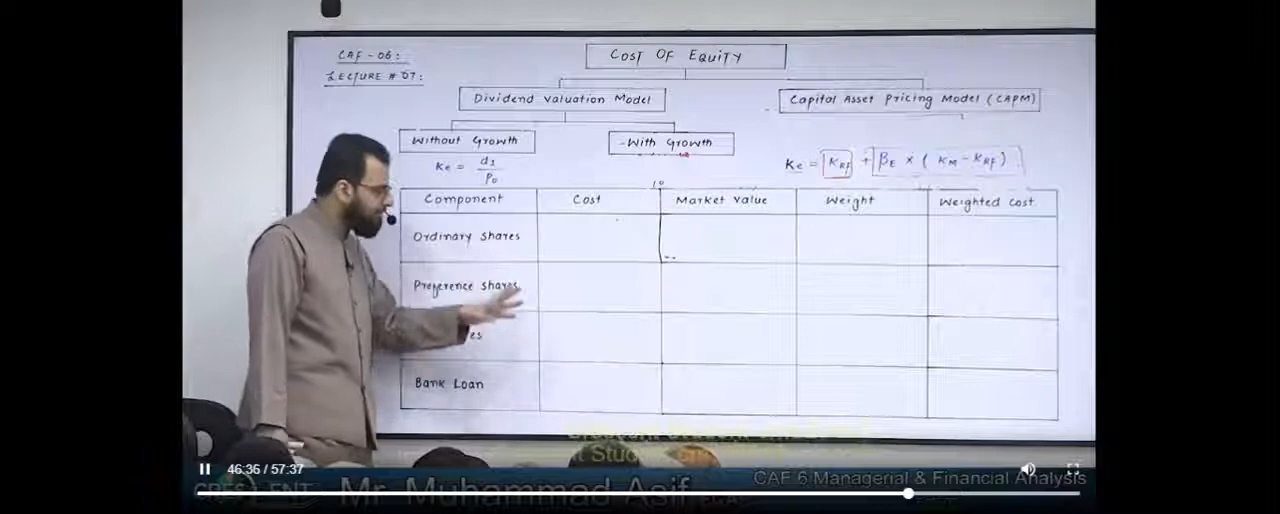 CAF - 06:
LECTURE # 07:
COST OF EQUITY
Dividend Valuation Model
Capital Asset Pricing Model (CAPM)
Without Growth
With Growth
Ke = d1 / P0
Ke = KRF + βE × ( KM - KRF )
Component Cost Market Value Weight Weighted Cost
Ordinary shares
Preference shares
es
Bank Loan
46:36 / 57:37
Mr. Muhammad Asif
CAF 6 Managerial & Financial Analysis